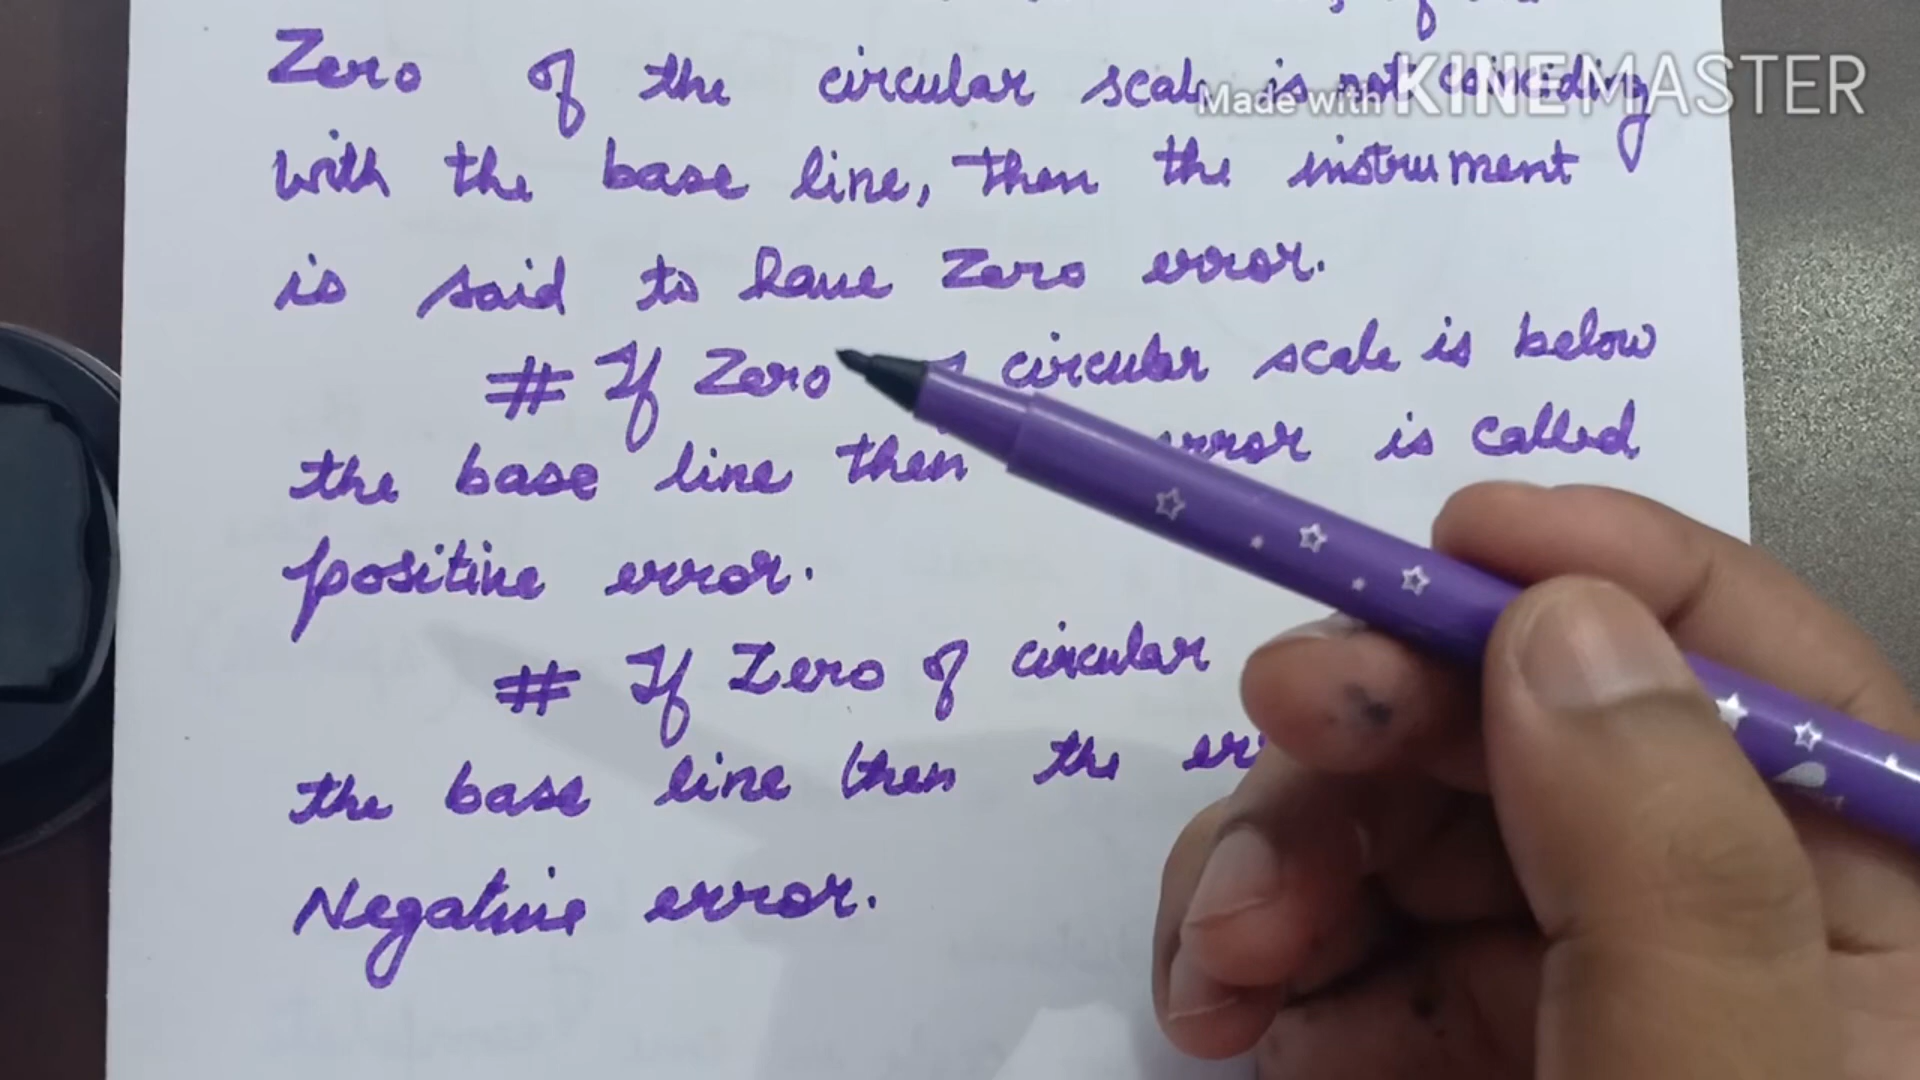 Zero of the circular scale is not coinciding
with the base line, then the instrument
is said to have Zero error.
# If Zero circular scale is below
the base line then error is called
positive error.
# If Zero of circular
the base line then the
Negative error.
Made with KINEMASTER